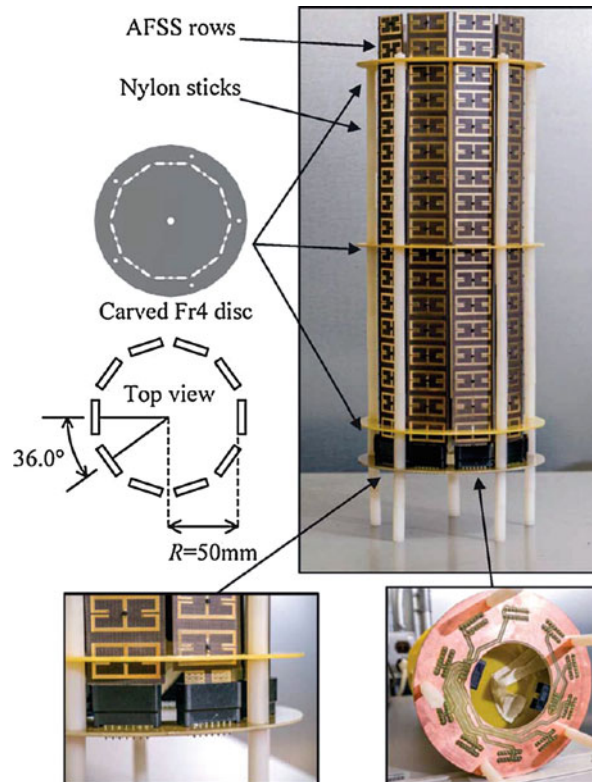 AFSS rows
Nylon sticks
Carved Fr4 disc
Top view
36.0°
R=50mm